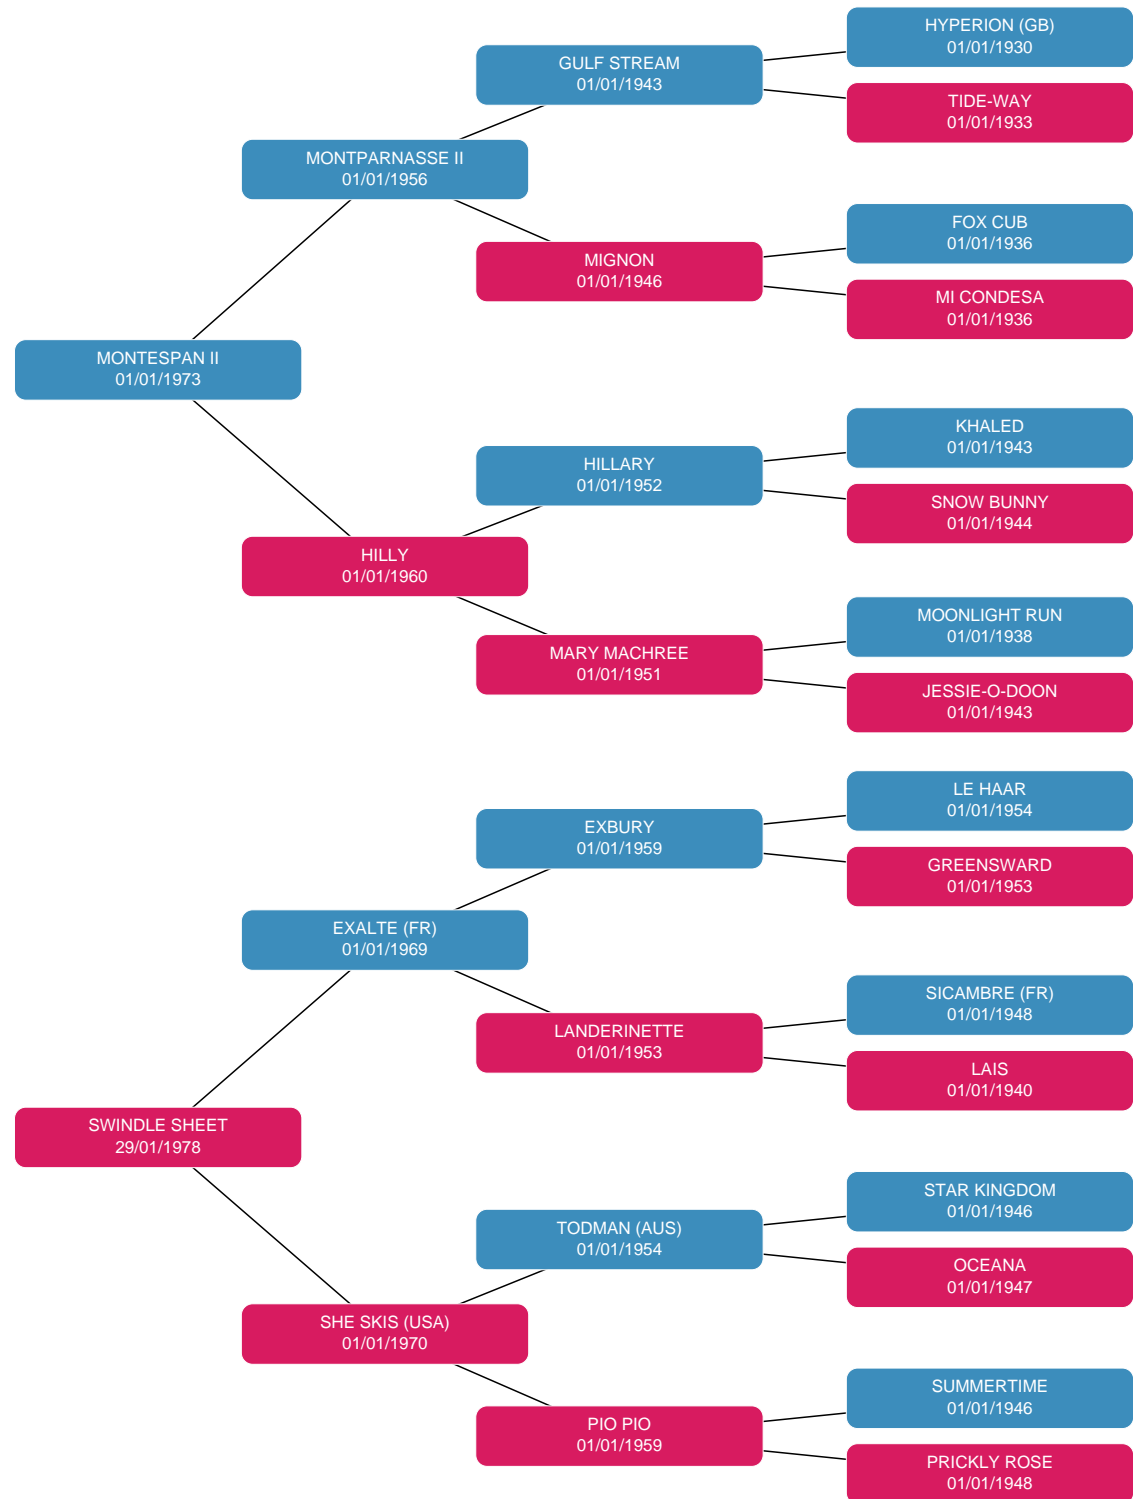 HYPERION (GB)
01/01/1930
GULF STREAM
01/01/1943
TIDE-WAY
01/01/1933
MONTPARNASSE II
01/01/1956
FOX CUB
01/01/1936
MIGNON
01/01/1946
MI CONDESA
01/01/1936
MONTESPAN II
01/01/1973
KHALED
01/01/1943
HILLARY
01/01/1952
SNOW BUNNY
01/01/1944
HILLY
01/01/1960
MOONLIGHT RUN
01/01/1938
MARY MACHREE
01/01/1951
JESSIE-O-DOON
01/01/1943
LE HAAR
01/01/1954
EXBURY
01/01/1959
GREENSWARD
01/01/1953
EXALTE (FR)
01/01/1969
SICAMBRE (FR)
01/01/1948
LANDERINETTE
01/01/1953
LAIS
01/01/1940
SWINDLE SHEET
29/01/1978
STAR KINGDOM
01/01/1946
TODMAN (AUS)
01/01/1954
OCEANA
01/01/1947
SHE SKIS (USA)
01/01/1970
SUMMERTIME
01/01/1946
PIO PIO
01/01/1959
PRICKLY ROSE
01/01/1948